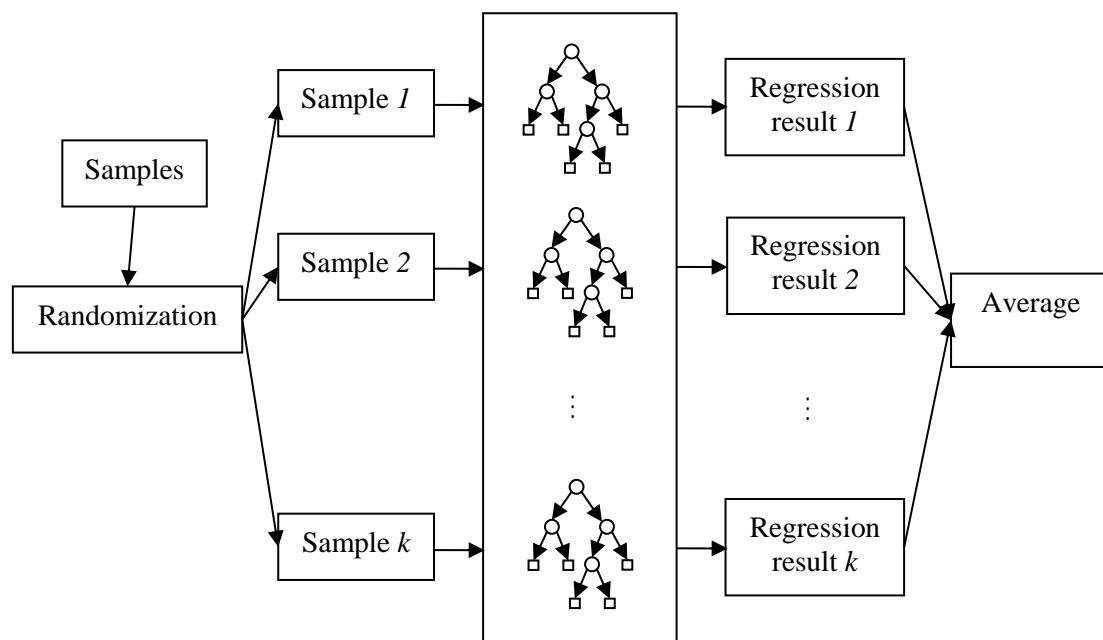 Samples
Randomization
Sample 1
Sample 2
Sample k
Regression
result 1
Regression
result 2
Regression
result k
Average